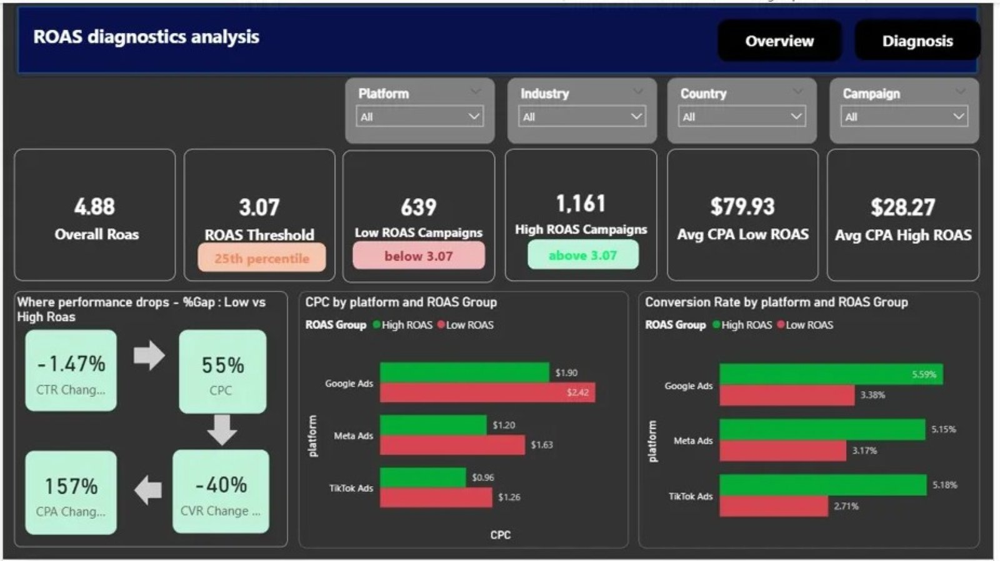 ROAS diagnostics analysis
Overview
Diagnosis
Platform
All
Industry
All
Country
All
Campaign
All
4.88
Overall Roas
3.07
ROAS Threshold
25th percentile
639
Low ROAS Campaigns
below 3.07
1,161
High ROAS Campaigns
above 3.07
$79.93
Avg CPA Low ROAS
$28.27
Avg CPA High ROAS
Where performance drops - %Gap : Low vs
High Roas
-1.47%
CTR Chang...
55%
CPC
157%
CPA Chang...
-40%
CVR Change ...
CPC by platform and ROAS Group
ROAS Group High ROAS Low ROAS
platform
Google Ads
$1.90
$2.42
Meta Ads
$1.20
$1.63
TikTok Ads
$0.96
$1.26
CPC
Conversion Rate by platform and ROAS Group
ROAS Group High ROAS Low ROAS
platform
Google Ads
5.59%
3.38%
Meta Ads
5.15%
3.17%
TikTok Ads
5.18%
2.71%